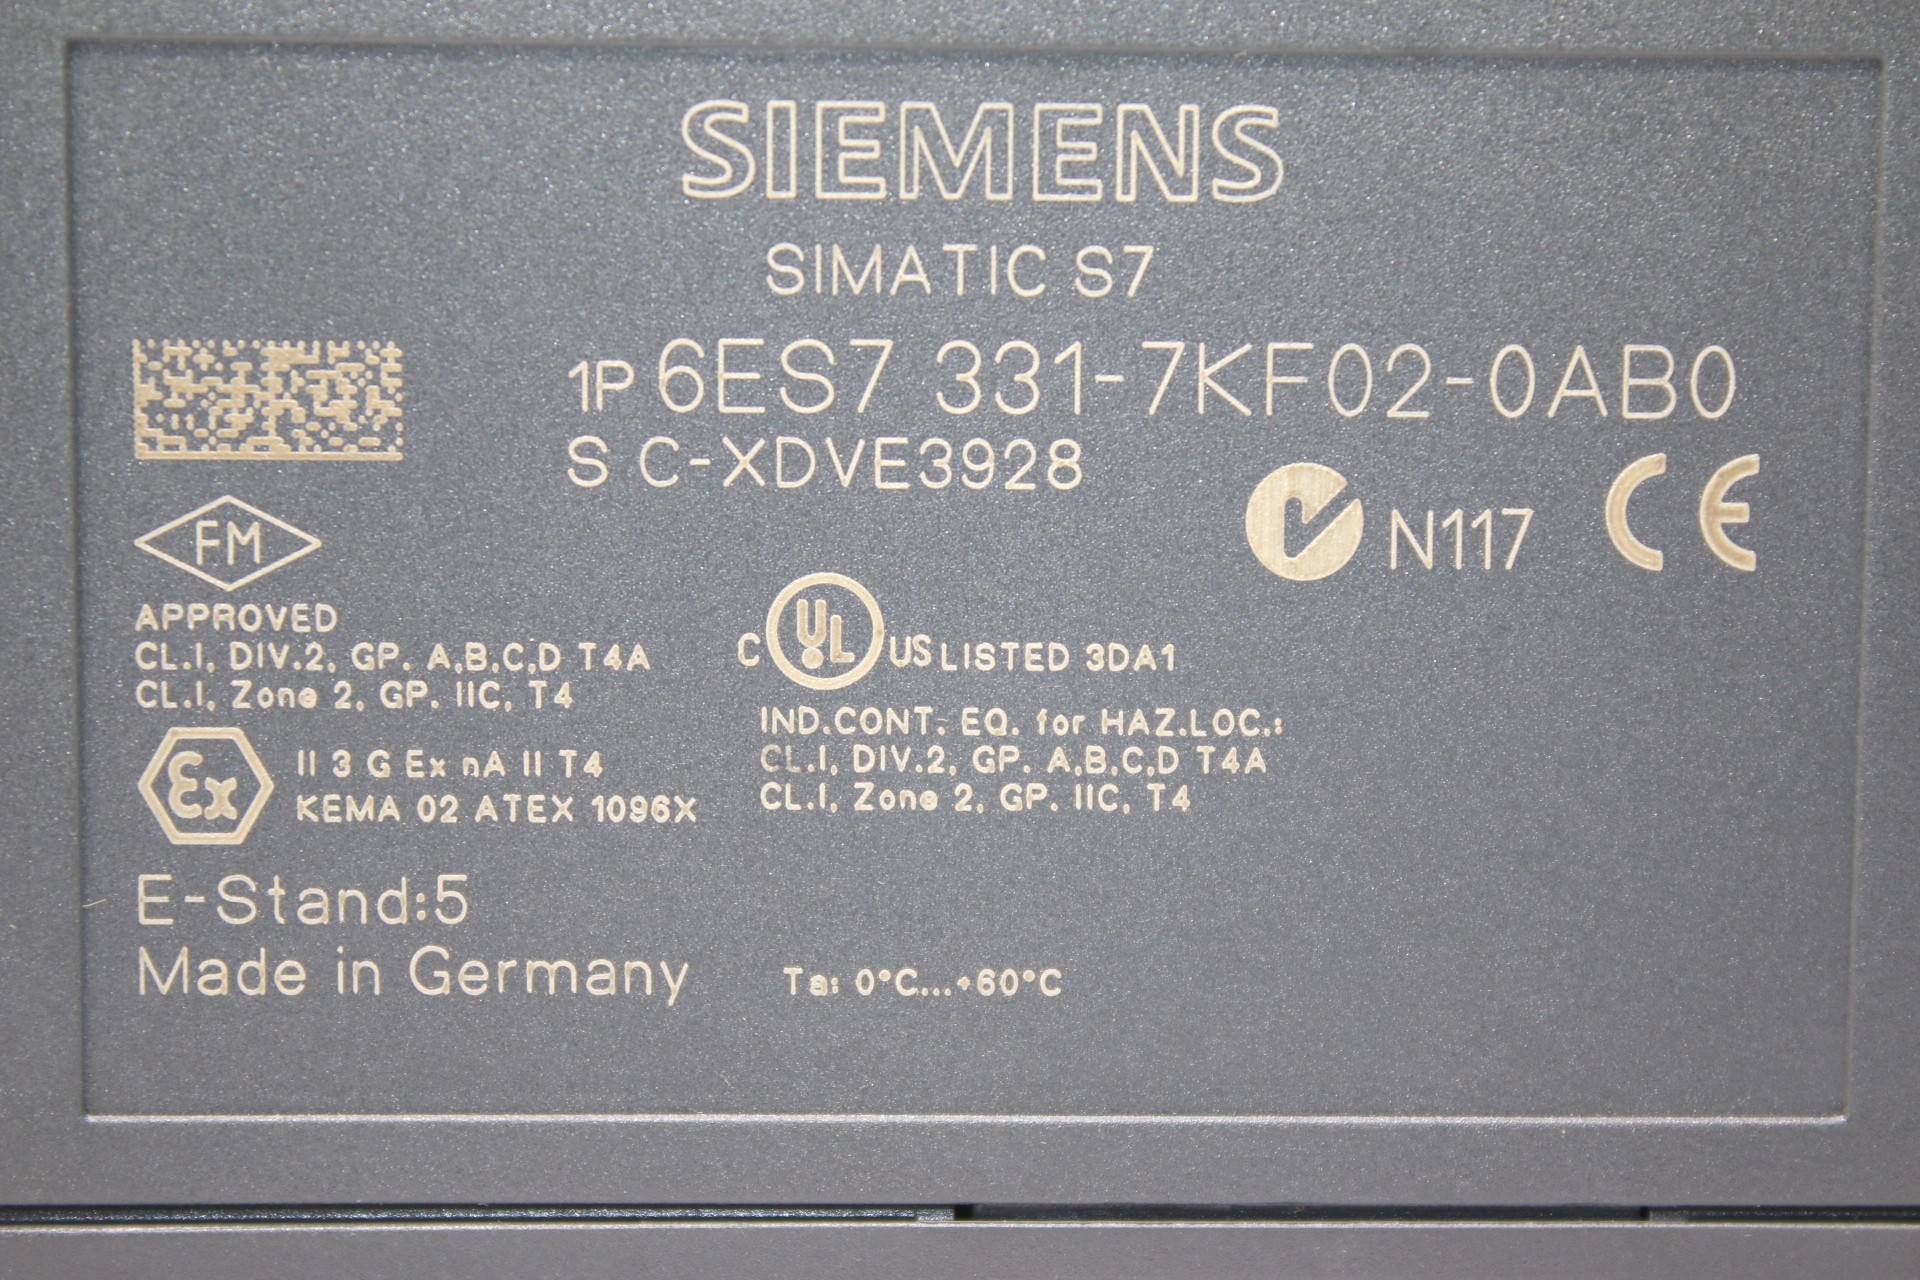 SIEMENS
SIMATIC S7
1P 6ES7 331-7KF02-0AB0
S C-XDVE3928
N117 CE
FM
APPROVED
CL.I, DIV.2, GP. A,B,C,D T4A
CL.I, Zone 2, GP. IIC, T4
C UL US LISTED 3DA1
IND.CONT. EQ. for HAZ.LOC.:
CL.I, DIV.2, GP. A,B,C,D T4A
CL.I, Zone 2, GP. IIC, T4
Ex II 3 G Ex nA II T4
KEMA 02 ATEX 1096X
E-Stand:5
Made in Germany
Ta: 0°C...+60°C